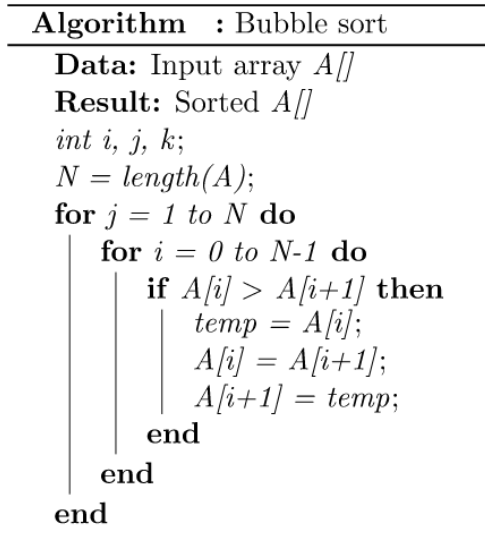 Algorithm : Bubble sort
Data: Input array A[]
Result: Sorted A[]
int i, j, k;
N = length(A);
for j = 1 to N do
for i = 0 to N-1 do
if A[i] > A[i+1] then
temp = A[i];
A[i] = A[i+1];
A[i+1] = temp;
end
end
end